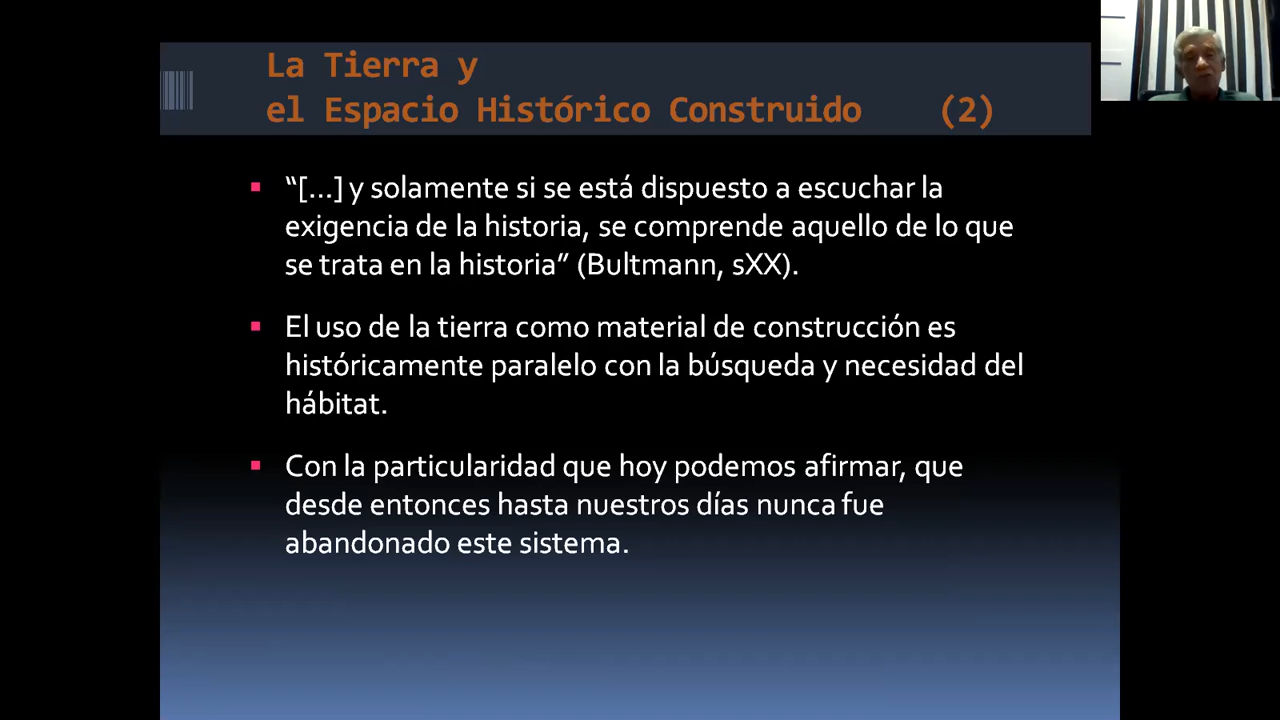 La Tierra y
el Espacio Histórico Construido (2)
“[…] y solamente si se está dispuesto a escuchar la
exigencia de la historia, se comprende aquello de lo que
se trata en la historia” (Bultmann, sXX).
El uso de la tierra como material de construcción es
históricamente paralelo con la búsqueda y necesidad del
hábitat.
Con la particularidad que hoy podemos afirmar, que
desde entonces hasta nuestros días nunca fue
abandonado este sistema.